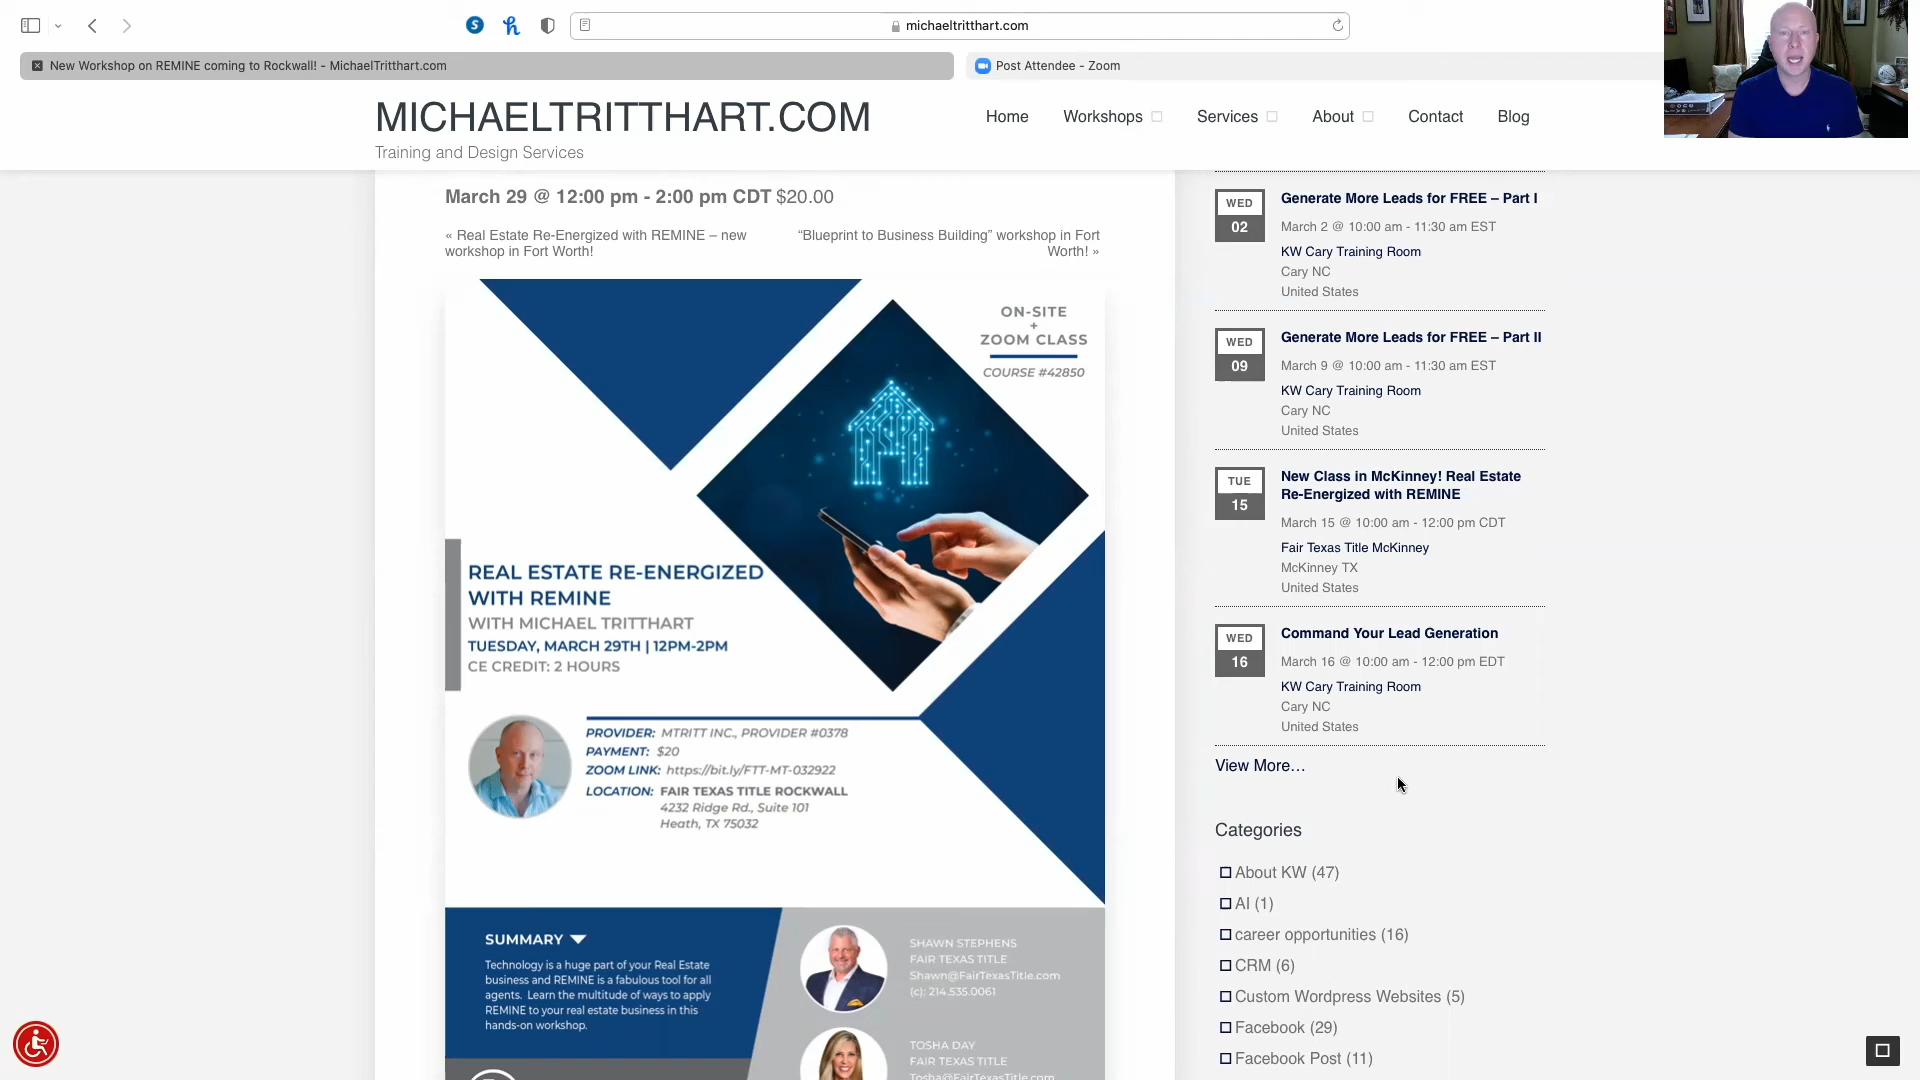 michaeltritthart.com
New Workshop on REMINE coming to Rockwall! - MichaelTritthart.com
Post Attendee - Zoom
MICHAELTRITTHART.COM
Training and Design Services
Home
Workshops
Services
About
Contact
Blog
March 29 @ 12:00 pm - 2:00 pm CDT $20.00
« Real Estate Re-Energized with REMINE – new
workshop in Fort Worth!
“Blueprint to Business Building” workshop in Fort
Worth! »
ON-SITE
+
ZOOM CLASS
COURSE #42850
REAL ESTATE RE-ENERGIZED
WITH REMINE
WITH MICHAEL TRITTHART
TUESDAY, MARCH 29TH | 12PM-2PM
CE CREDIT: 2 HOURS
PROVIDER: MTRITT INC., PROVIDER #0378
PAYMENT: $20
ZOOM LINK: https://bit.ly/FTT-MT-032922
LOCATION: FAIR TEXAS TITLE ROCKWALL
4232 Ridge Rd., Suite 101
Heath, TX 75032
SUMMARY
Technology is a huge part of your Real Estate
business and REMINE is a fabulous tool for all
agents. Learn the multitude of ways to apply
REMINE to your real estate business in this
hands-on workshop.
SHAWN STEPHENS
FAIR TEXAS TITLE
Shawn@FairTexasTitle.com
(c): 214.535.0061
TOSHA DAY
FAIR TEXAS TITLE
Tosha@FairTexasTitle.com
WED
02
Generate More Leads for FREE – Part I
March 2 @ 10:00 am - 11:30 am EST
KW Cary Training Room
Cary NC
United States
WED
09
Generate More Leads for FREE – Part II
March 9 @ 10:00 am - 11:30 am EST
KW Cary Training Room
Cary NC
United States
TUE
15
New Class in McKinney! Real Estate
Re-Energized with REMINE
March 15 @ 10:00 am - 12:00 pm CDT
Fair Texas Title McKinney
McKinney TX
United States
WED
16
Command Your Lead Generation
March 16 @ 10:00 am - 12:00 pm EDT
KW Cary Training Room
Cary NC
United States
View More…
Categories
About KW (47)
AI (1)
career opportunities (16)
CRM (6)
Custom Wordpress Websites (5)
Facebook (29)
Facebook Post (11)